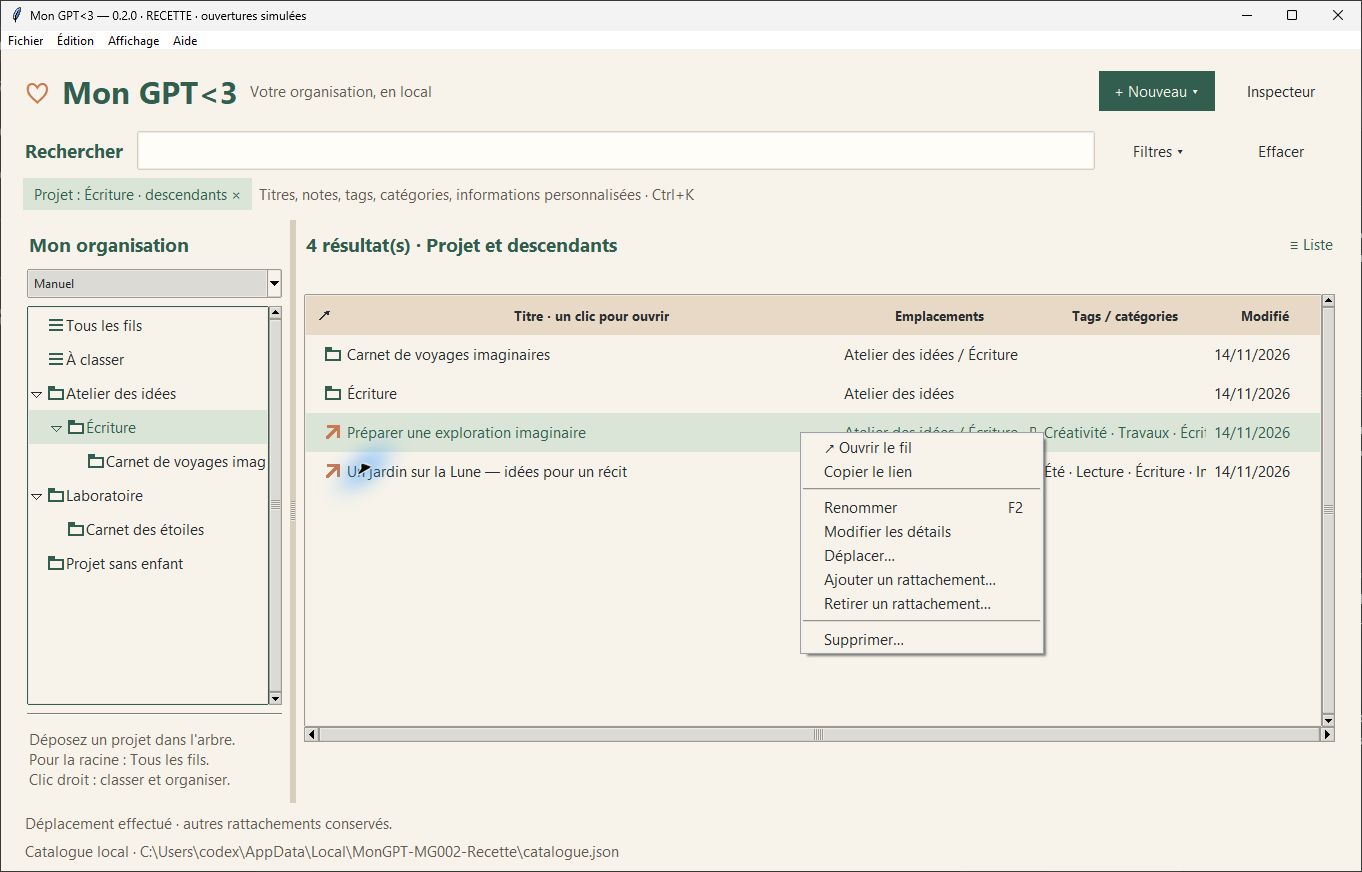 Mon GPT<3 — 0.2.0 · RECETTE · ouvertures simulées
Fichier Édition Affichage Aide
Mon GPT<3 Votre organisation, en local + Nouveau ▾ Inspecteur
Rechercher Filtres ▾ Effacer
Projet : Écriture · descendants × Titres, notes, tags, catégories, informations personnalisées · Ctrl+K
Mon organisation
Manuel
Tous les fils
À classer
Atelier des idées
Écriture
Carnet de voyages imag
Laboratoire
Carnet des étoiles
Projet sans enfant
Déposez un projet dans l'arbre.
Pour la racine : Tous les fils.
Clic droit : classer et organiser.
4 résultat(s) · Projet et descendants ≡ Liste
↗ Titre · un clic pour ouvrir Emplacements Tags / catégories Modifié
Carnet de voyages imaginaires Atelier des idées / Écriture 14/11/2026
Écriture Atelier des idées 14/11/2026
Préparer une exploration imaginaire Atelier des idées / Écriture Créativité · Travaux · Écri 14/11/2026
Un jardin sur la Lune — idées pour un récit Été · Lecture · Écriture · Ir 14/11/2026
↗ Ouvrir le fil
Copier le lien
Renommer F2
Modifier les détails
Déplacer...
Ajouter un rattachement...
Retirer un rattachement...
Supprimer...
Déplacement effectué · autres rattachements conservés.
Catalogue local · C:\Users\codex\AppData\Local\MonGPT-MG002-Recette\catalogue.json